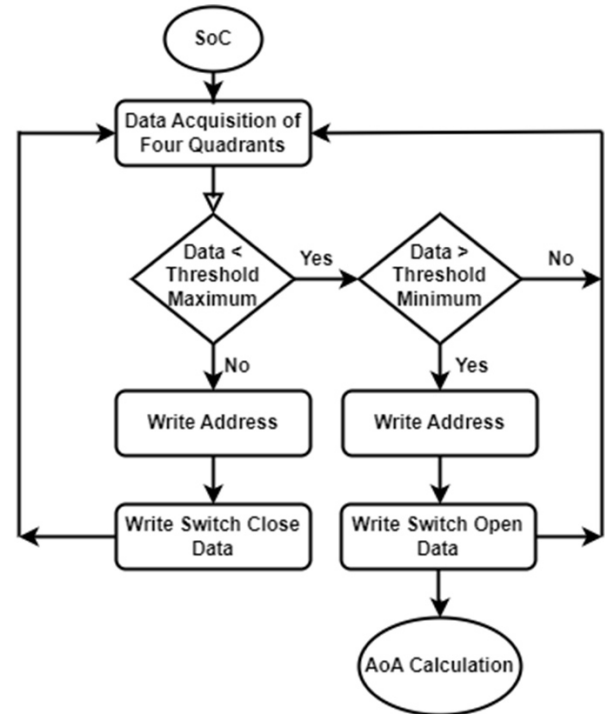 SoC
Data Acquisition of
Four Quadrants
Data <
Threshold
Maximum
Yes
Data >
Threshold
Minimum
No
No
Yes
Write Address
Write Address
Write Switch Close
Data
Write Switch Open
Data
AoA Calculation